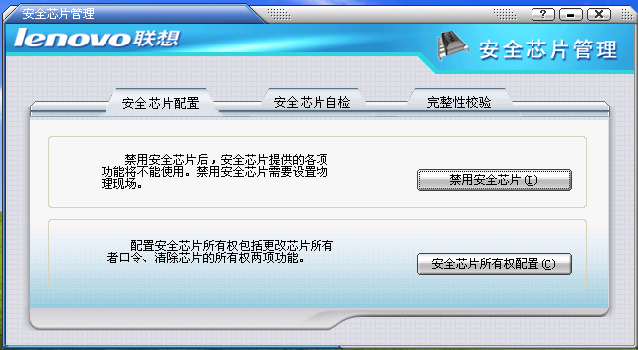 安全芯片管理
lenovo联想
安全芯片管理
安全芯片配置
安全芯片自检
完整性校验
禁用安全芯片后，安全芯片提供的各项
功能将不能使用。禁用安全芯片需要设置物
理现场。
禁用安全芯片(I)
配置安全芯片所有权包括更改芯片所有
者口令、清除芯片的所有权两项功能。
安全芯片所有权配置(C)